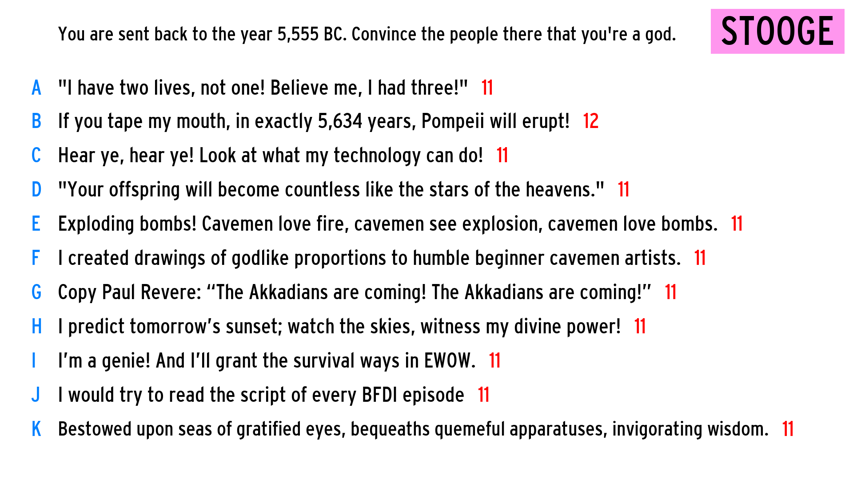 You are sent back to the year 5,555 BC. Convince the people there that you're a god.
STOOGE
A "I have two lives, not one! Believe me, I had three!" 11
B If you tape my mouth, in exactly 5,634 years, Pompeii will erupt! 12
C Hear ye, hear ye! Look at what my technology can do! 11
D "Your offspring will become countless like the stars of the heavens." 11
E Exploding bombs! Cavemen love fire, cavemen see explosion, cavemen love bombs. 11
F I created drawings of godlike proportions to humble beginner cavemen artists. 11
G Copy Paul Revere: “The Akkadians are coming! The Akkadians are coming!” 11
H I predict tomorrow’s sunset; watch the skies, witness my divine power! 11
I I’m a genie! And I’ll grant the survival ways in EWOW. 11
J I would try to read the script of every BFDI episode 11
K Bestowed upon seas of gratified eyes, bequeaths quemeful apparatuses, invigorating wisdom. 11